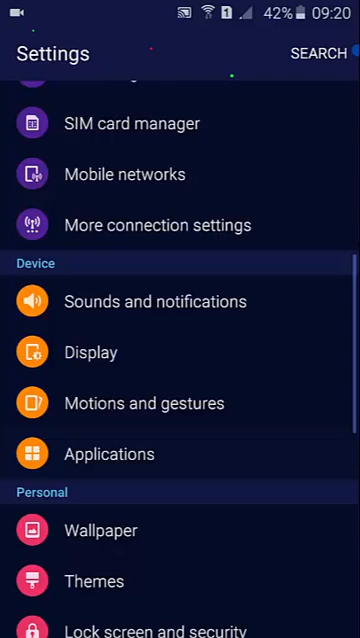 1 42% 09:20
Settings SEARCH
SIM card manager
Mobile networks
More connection settings
Device
Sounds and notifications
Display
Motions and gestures
Applications
Personal
Wallpaper
Themes
Lock screen and security